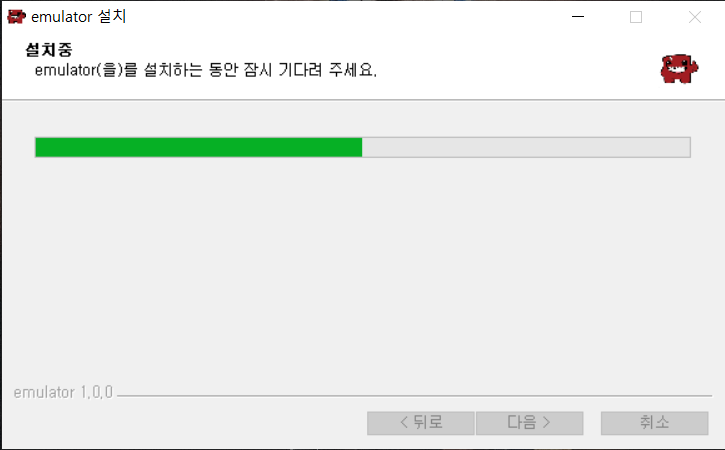 emulator 설치
설치중
emulator(을)를 설치하는 동안 잠시 기다려 주세요.
emulator 1.0.0
< 뒤로
다음 >
취소